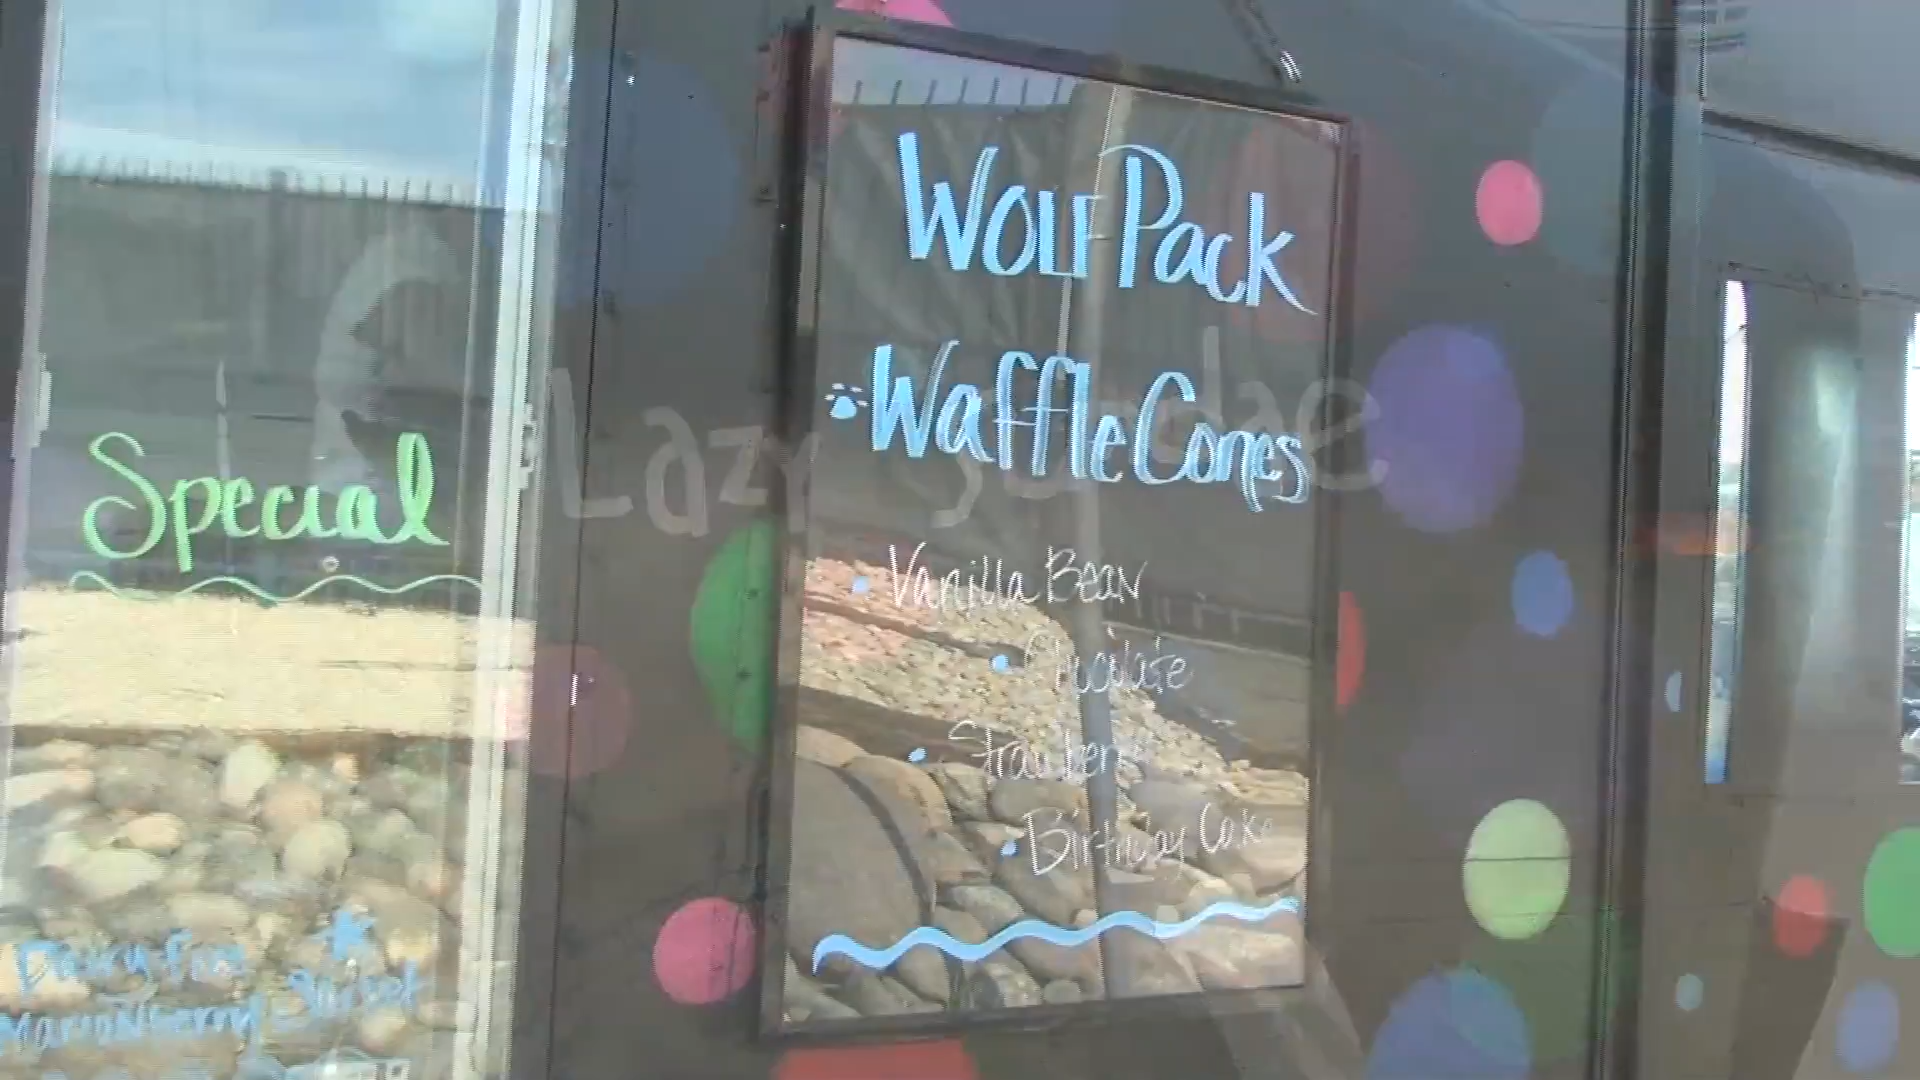 WOLF Pack
Waffle Cones
Vanilla Bean
Chocolate
Strawberry
Birthday Cake
Special
Dairy-free
Marionberry Sorbet
Lazy Sundae